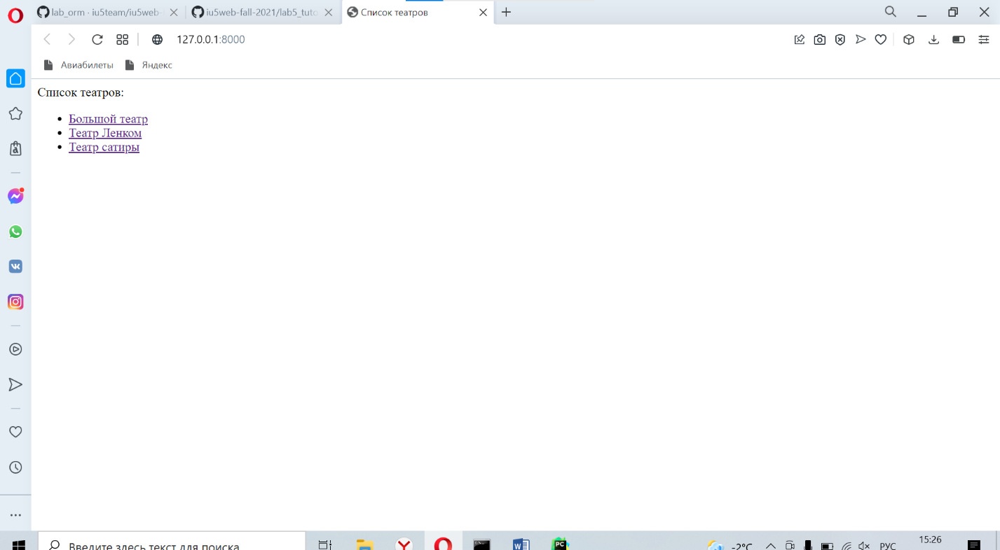 lab_orm · iu5team/iu5web-
iu5web-fall-2021/lab5_tuto
Список театров
127.0.0.1:8000
Авиабилеты
Яндекс
Список театров:
Большой театр
Театр Ленком
Театр сатиры
Введите здесь текст для поиска
-2°C
РУС
15:26